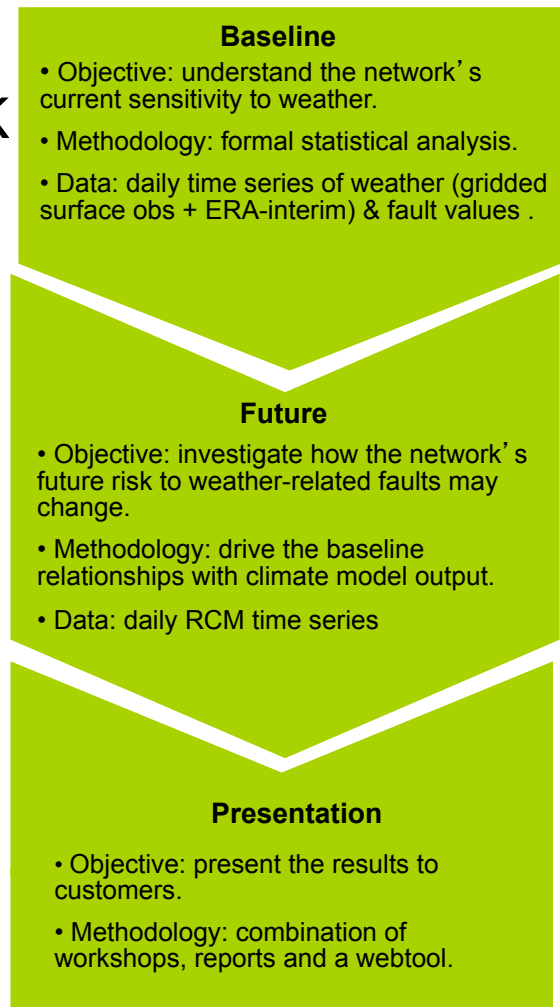 Baseline
• Objective: understand the network's
current sensitivity to weather.
• Methodology: formal statistical analysis.
• Data: daily time series of weather (gridded
surface obs + ERA-interim) & fault values .
Future
• Objective: investigate how the network's
future risk to weather-related faults may
change.
• Methodology: drive the baseline
relationships with climate model output.
• Data: daily RCM time series
Presentation
• Objective: present the results to
customers.
• Methodology: combination of
workshops, reports and a webtool.